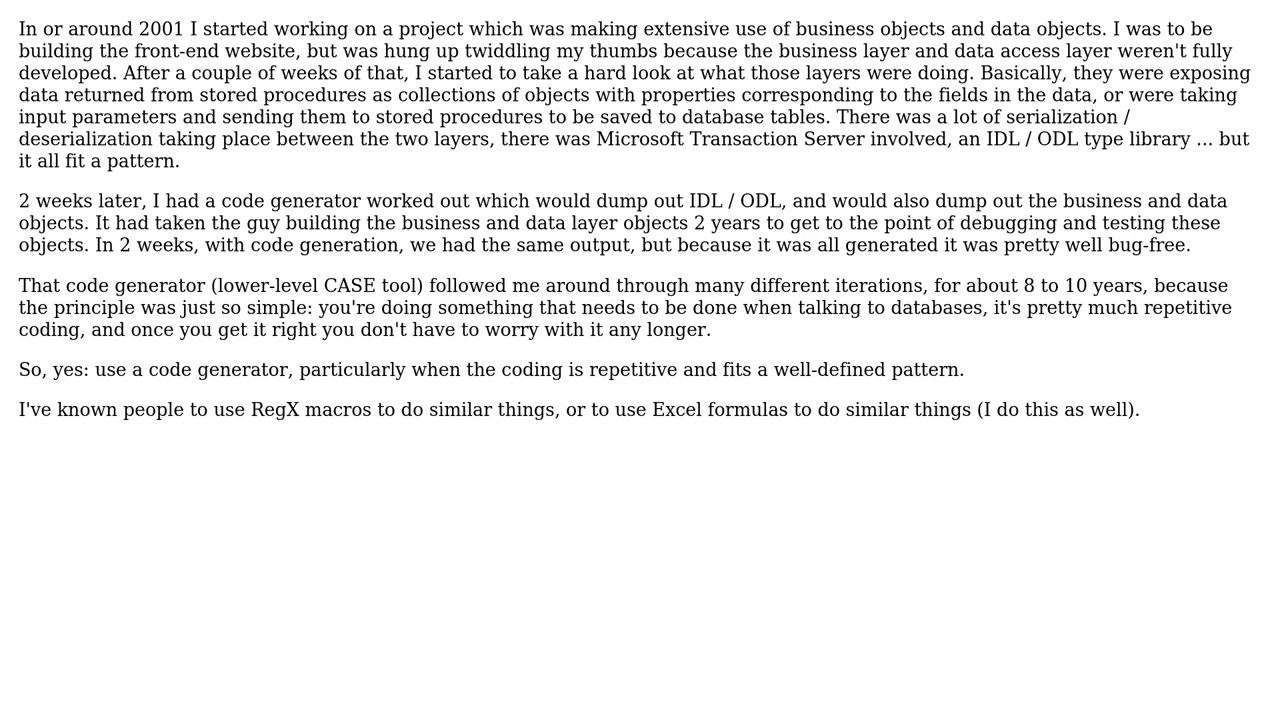 In or around 2001 I started working on a project which was making extensive use of business objects and data objects. I was to be
building the front-end website, but was hung up twiddling my thumbs because the business layer and data access layer weren't fully
developed. After a couple of weeks of that, I started to take a hard look at what those layers were doing. Basically, they were exposing
data returned from stored procedures as collections of objects with properties corresponding to the fields in the data, or were taking
input parameters and sending them to stored procedures to be saved to database tables. There was a lot of serialization /
deserialization taking place between the two layers, there was Microsoft Transaction Server involved, an IDL / ODL type library ... but
it all fit a pattern.
2 weeks later, I had a code generator worked out which would dump out IDL / ODL, and would also dump out the business and data
objects. It had taken the guy building the business and data layer objects 2 years to get to the point of debugging and testing these
objects. In 2 weeks, with code generation, we had the same output, but because it was all generated it was pretty well bug-free.
That code generator (lower-level CASE tool) followed me around through many different iterations, for about 8 to 10 years, because
the principle was just so simple: you're doing something that needs to be done when talking to databases, it's pretty much repetitive
coding, and once you get it right you don't have to worry with it any longer.
So, yes: use a code generator, particularly when the coding is repetitive and fits a well-defined pattern.
I've known people to use RegX macros to do similar things, or to use Excel formulas to do similar things (I do this as well).